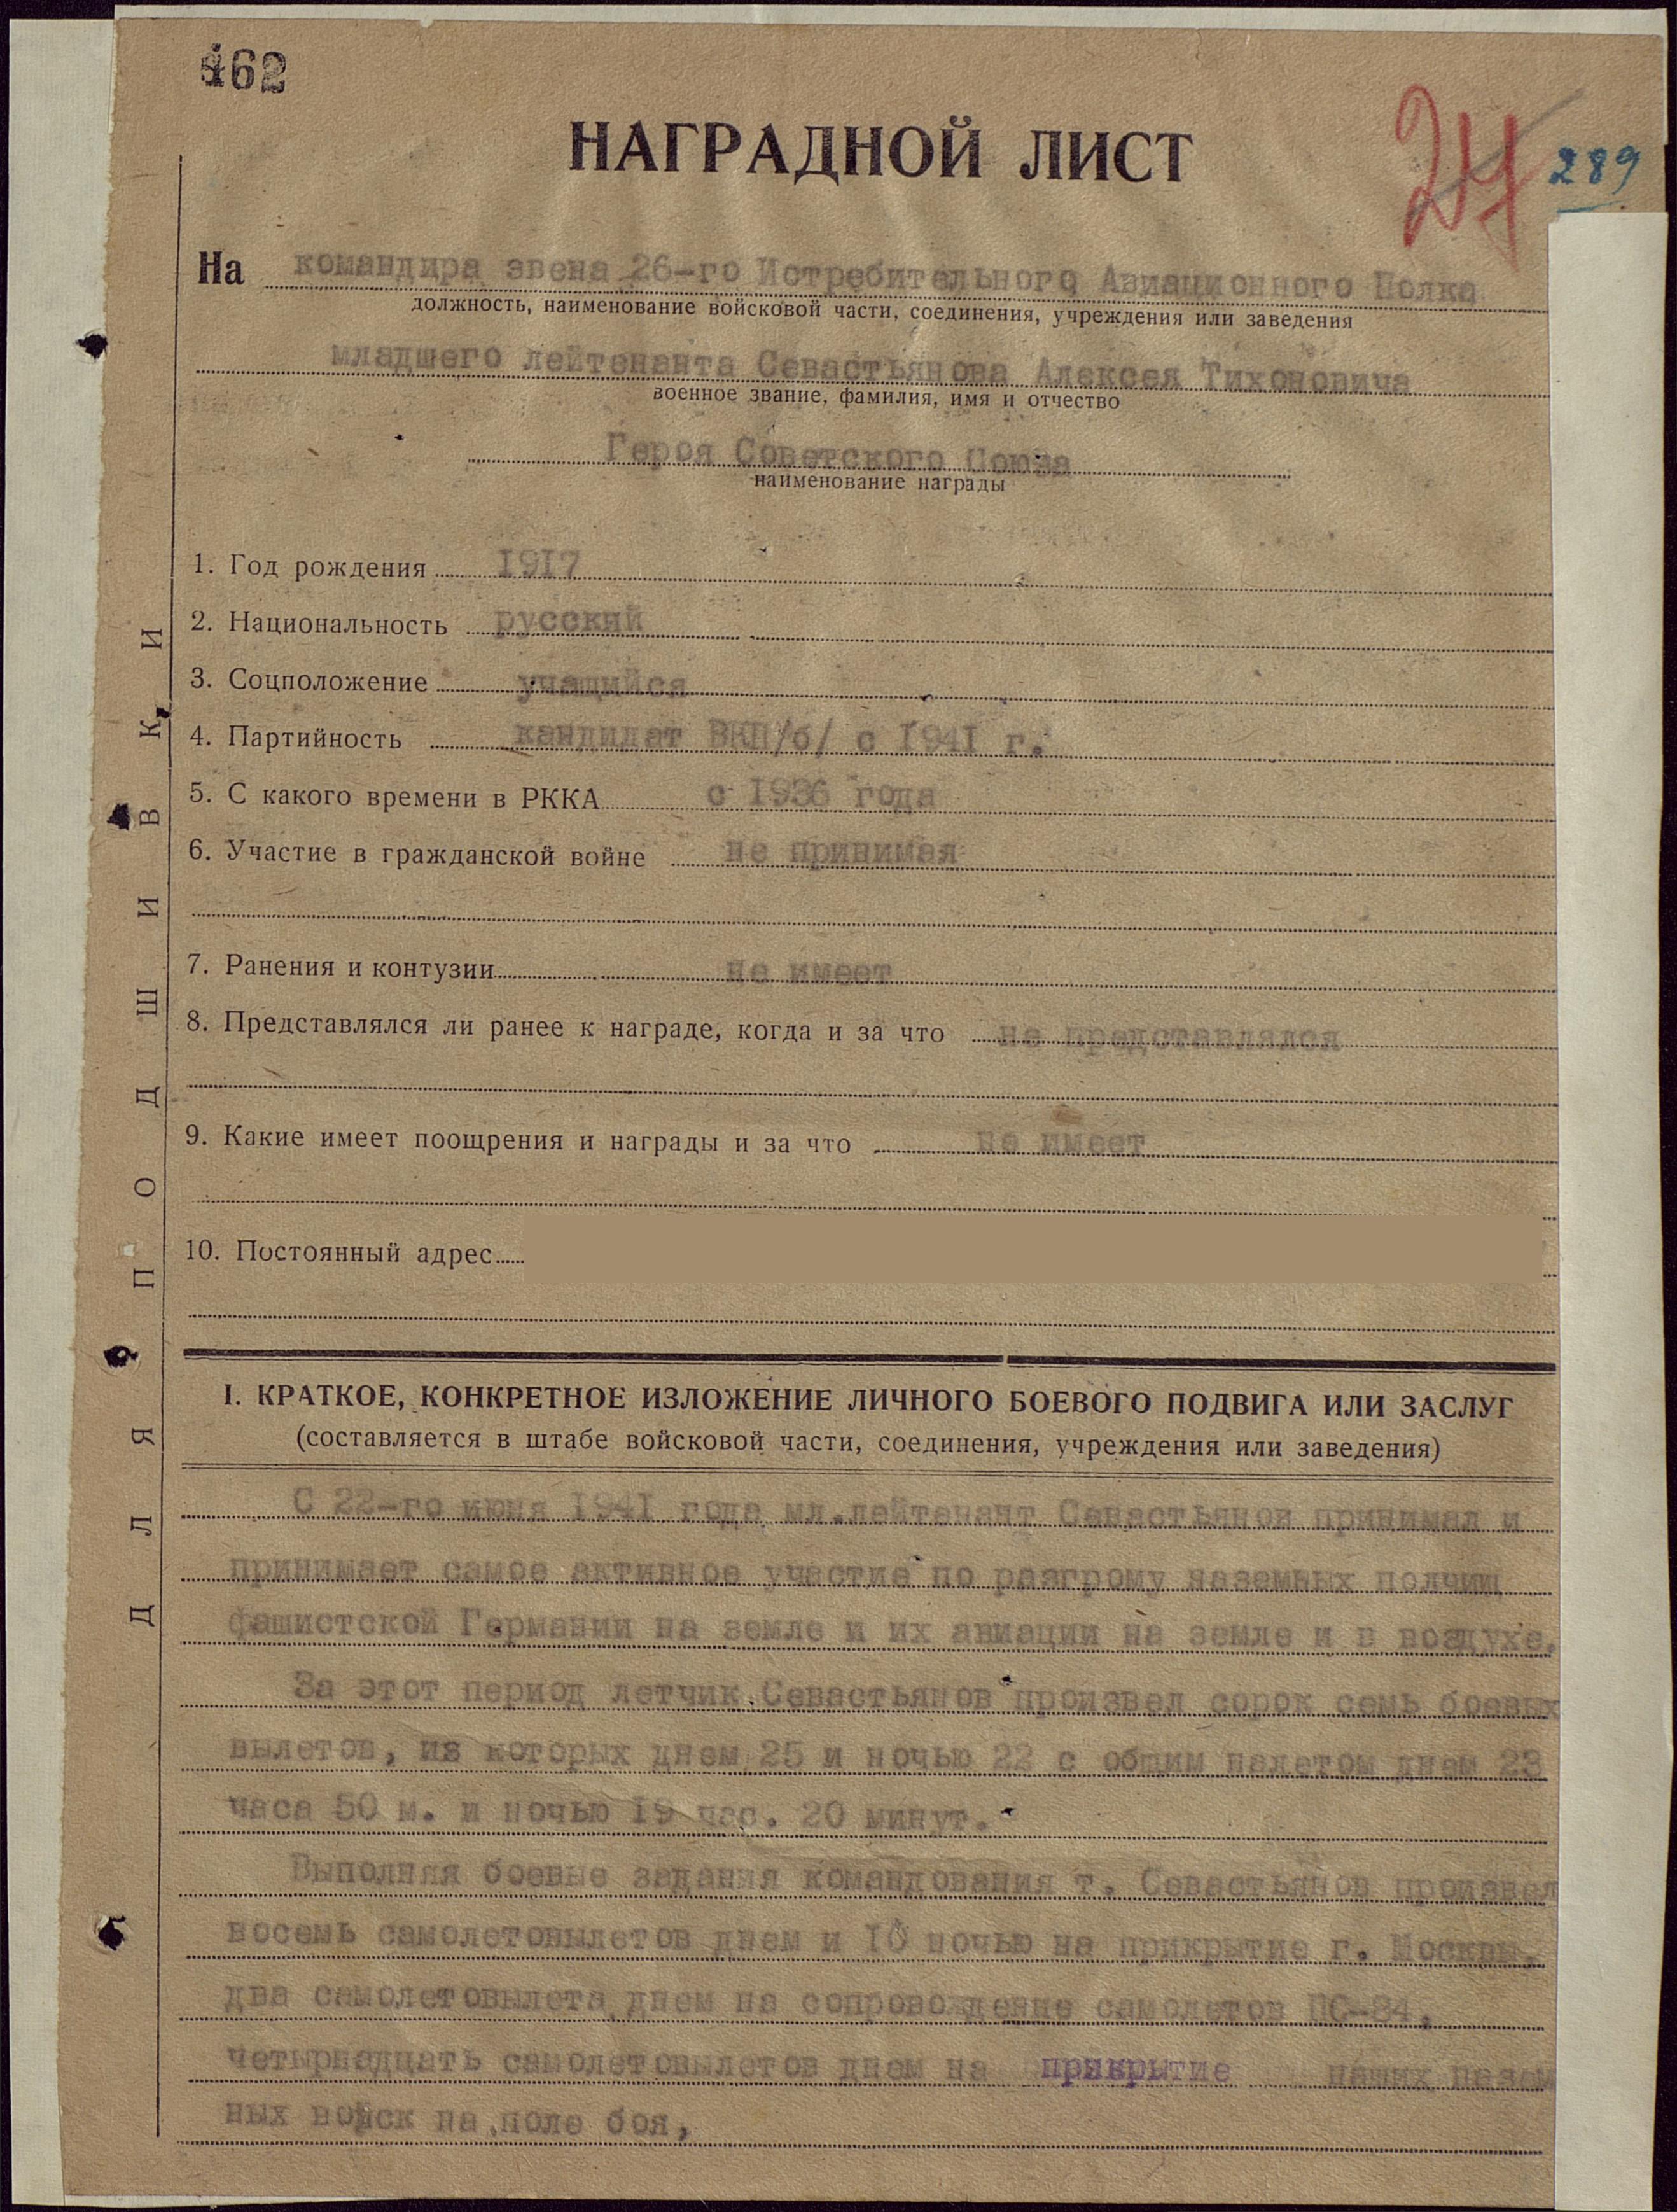 462
НАГРАДНОЙ ЛИСТ
24
289
На командира звена 26-го Истребительного Авиационного Полка
должность, наименование войсковой части, соединения, учреждения или заведения
младшего лейтенанта Севастьянова Алексея Тихоновича
военное звание, фамилия, имя и отчество
Героя Советского Союза
наименование награды
1. Год рождения 1917
2. Национальность русский
3. Соцположение учащийся
4. Партийность кандидат ВКП/б/ с 1941 г.
5. С какого времени в РККА с 1936 года
6. Участие в гражданской войне не принимая
7. Ранения и контузии не имеет
8. Представлялся ли ранее к награде, когда и за что не представлялся
9. Какие имеет поощрения и награды и за что не имеет
10. Постоянный адрес
I. КРАТКОЕ, КОНКРЕТНОЕ ИЗЛОЖЕНИЕ ЛИЧНОГО БОЕВОГО ПОДВИГА ИЛИ ЗАСЛУГ
(составляется в штабе войсковой части, соединения, учреждения или заведения)
С 22-го июня 1941 года мл.лейтенант Севастьянов принимал и
принимает самое активное участие по разгрому наземных полчищ
фашистской Германии на земле и их авиации на земле и в воздухе.
За этот период летчик Севастьянов произвел сорок семь боевых
вылетов, из которых днем 25 и ночью 22 с общим налетом днем 23
часа 50 м. и ночью 19 час. 20 минут.
Выполняя боевые задания командования т. Севастьянов произвел
восемь самолетовылетов днем и 10 ночью на прикрытие г. Москвы,
два самолетовылета днем на сопровождение самолетов ПС-84,
четырнадцать самолетовылетов днем на прикрытие наших назем
ных войск на поле боя,
ДЛЯ ПОДШИВКИ